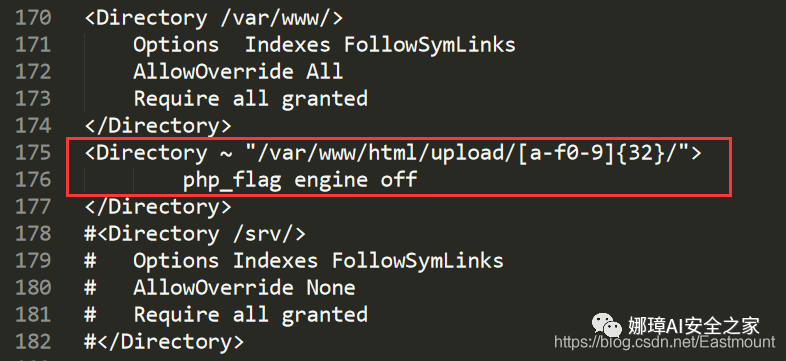 170 <Directory /var/www/>
171     Options  Indexes FollowSymLinks
172     AllowOverride All
173     Require all granted
174 </Directory>
175 <Directory ~ "/var/www/html/upload/[a-f0-9]{32}/">
176         php_flag engine off
177 </Directory>
178 #<Directory /srv/>
179 #   Options Indexes FollowSymLinks
180 #   AllowOverride None
181 #   Require all granted
182 #</Directory>
娜璋AI安全之家
https://blog.csdn.net/Eastmount